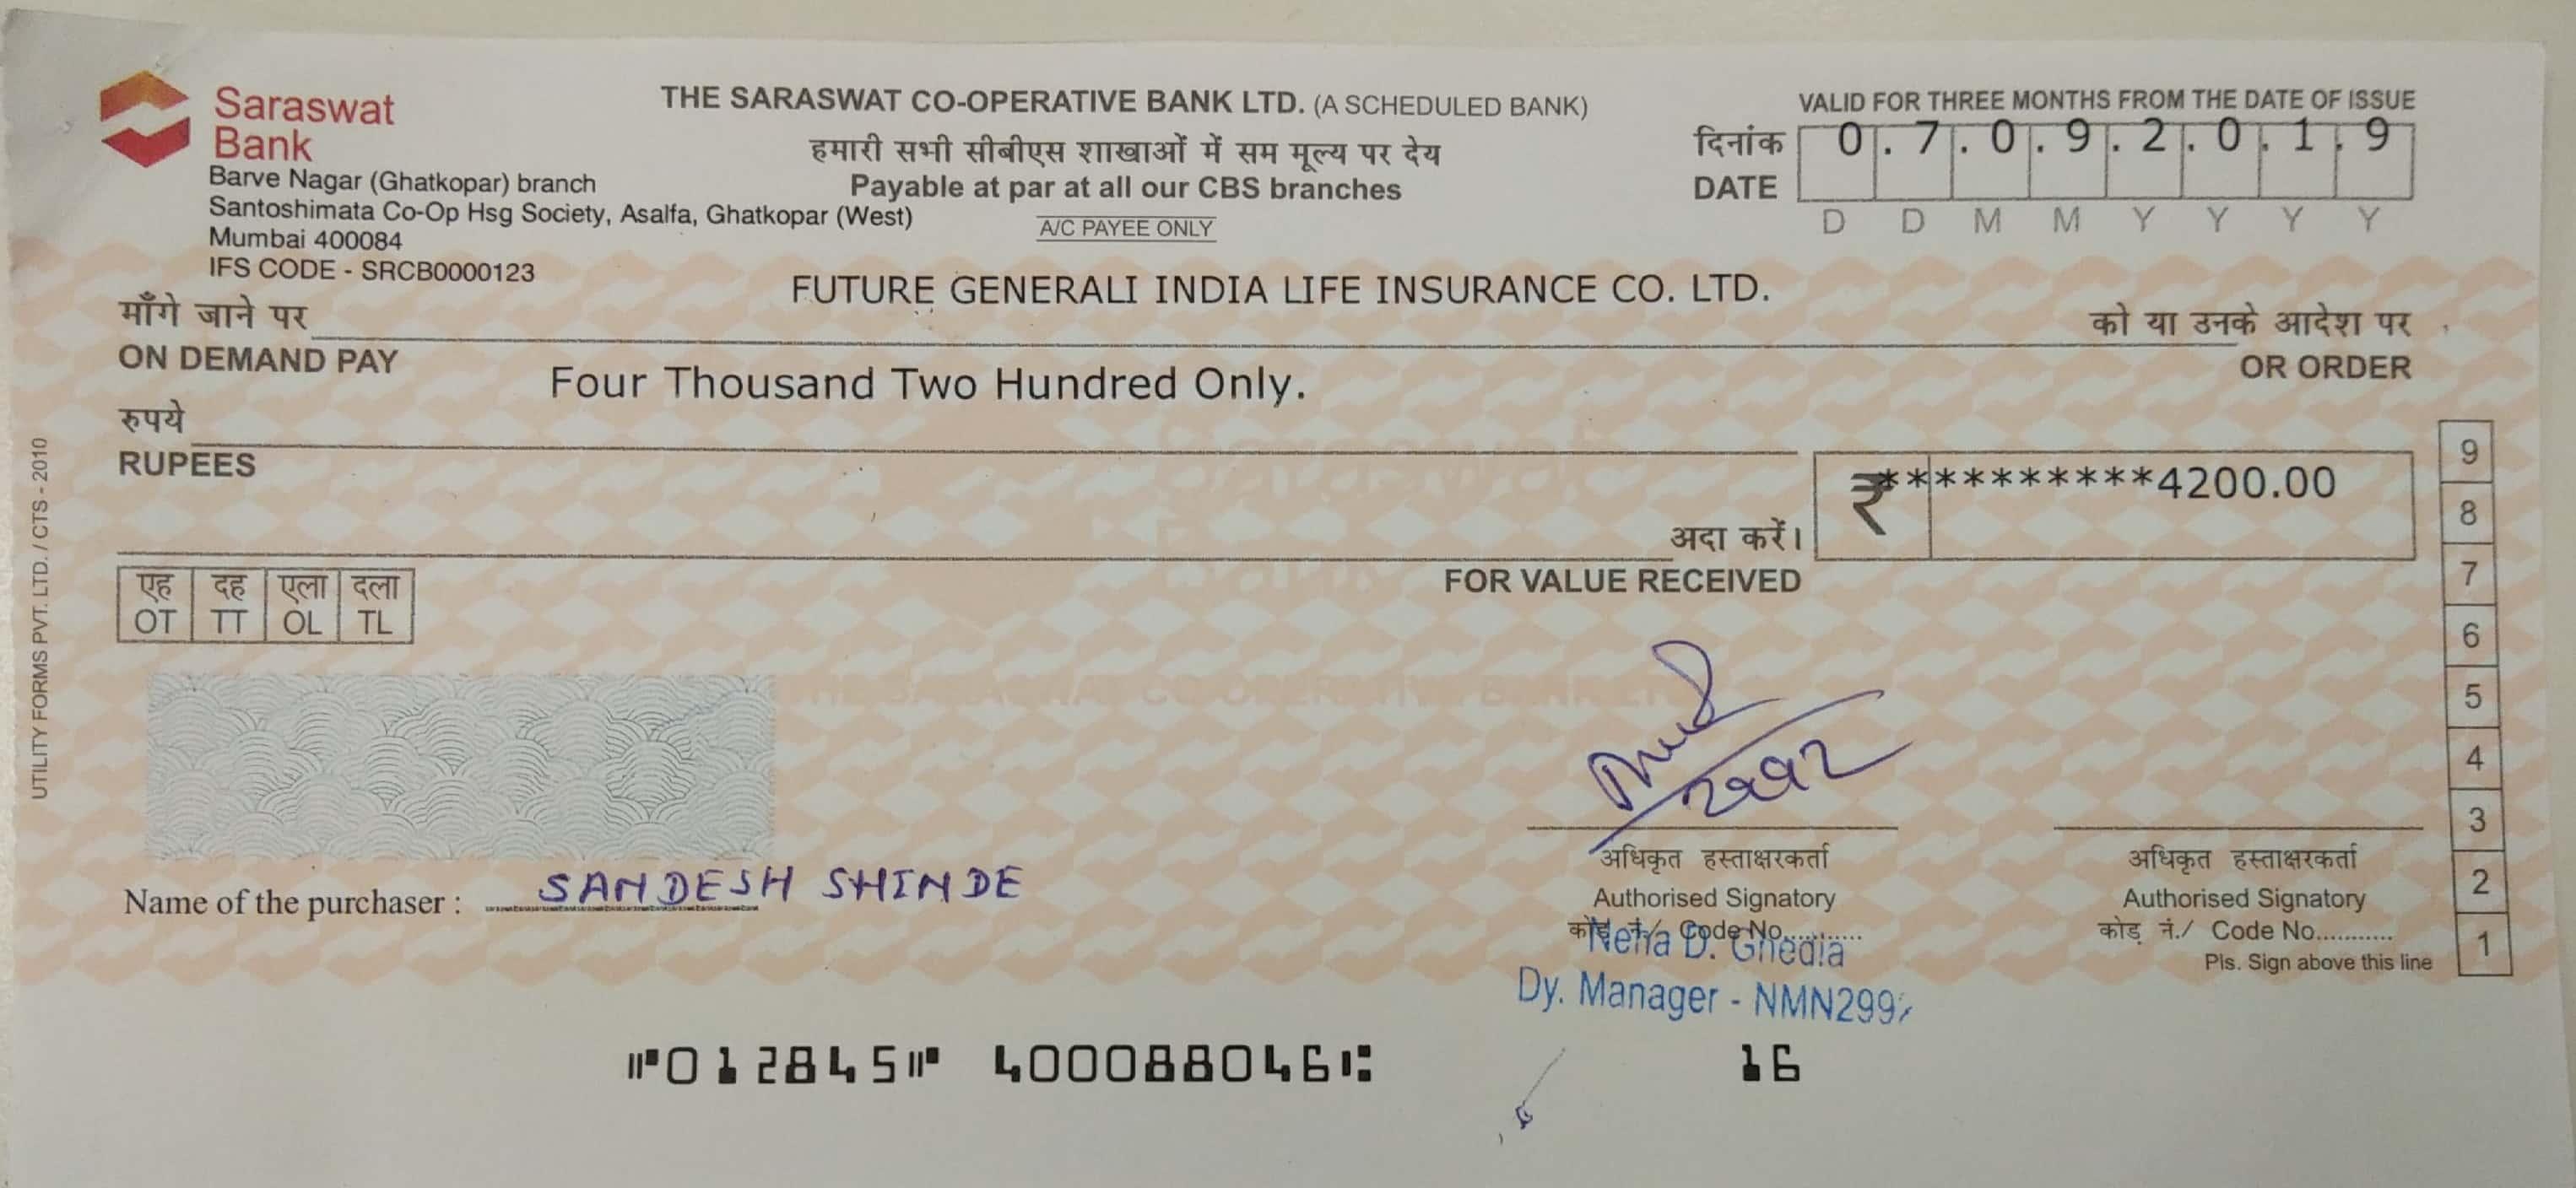 Saraswat
Bank
Barve Nagar (Ghatkopar) branch
Santoshimata Co-Op Hsg Society, Asalfa, Ghatkopar (West)
Mumbai 400084
IFS CODE - SRCB0000123
THE SARASWAT CO-OPERATIVE BANK LTD. (A SCHEDULED BANK)
हमारी सभी सीबीएस शाखाओं में सम मूल्य पर देय
Payable at par at all our CBS branches
A/C PAYEE ONLY
VALID FOR THREE MONTHS FROM THE DATE OF ISSUE
दिनांक 0.7.0.9.2.0.1.9
DATE
D D M M Y Y Y Y
FUTURE GENERALI INDIA LIFE INSURANCE CO. LTD.
माँगे जाने पर को या उनके आदेश पर
ON DEMAND PAY OR ORDER
Four Thousand Two Hundred Only.
रुपये
RUPEES
₹ **********4200.00
अदा करें।
FOR VALUE RECEIVED
एह दह एला दला
OT TT OL TL
9
8
7
6
5
4
3
2
1
UTILITY FORMS PVT. LTD. / CTS - 2010
THE SARASWAT CO-OPERATIVE BANK LTD
2992
Name of the purchaser : SANDESH SHINDE
अधिकृत हस्ताक्षरकर्ता
Authorised Signatory
कोड़ नं./ Code No...........
Neha D. Ghedia
Dy. Manager - NMN299
अधिकृत हस्ताक्षरकर्ता
Authorised Signatory
कोड़ नं./ Code No...........
Pls. Sign above this line
⑈012845⑈ 400088046⑆ 16